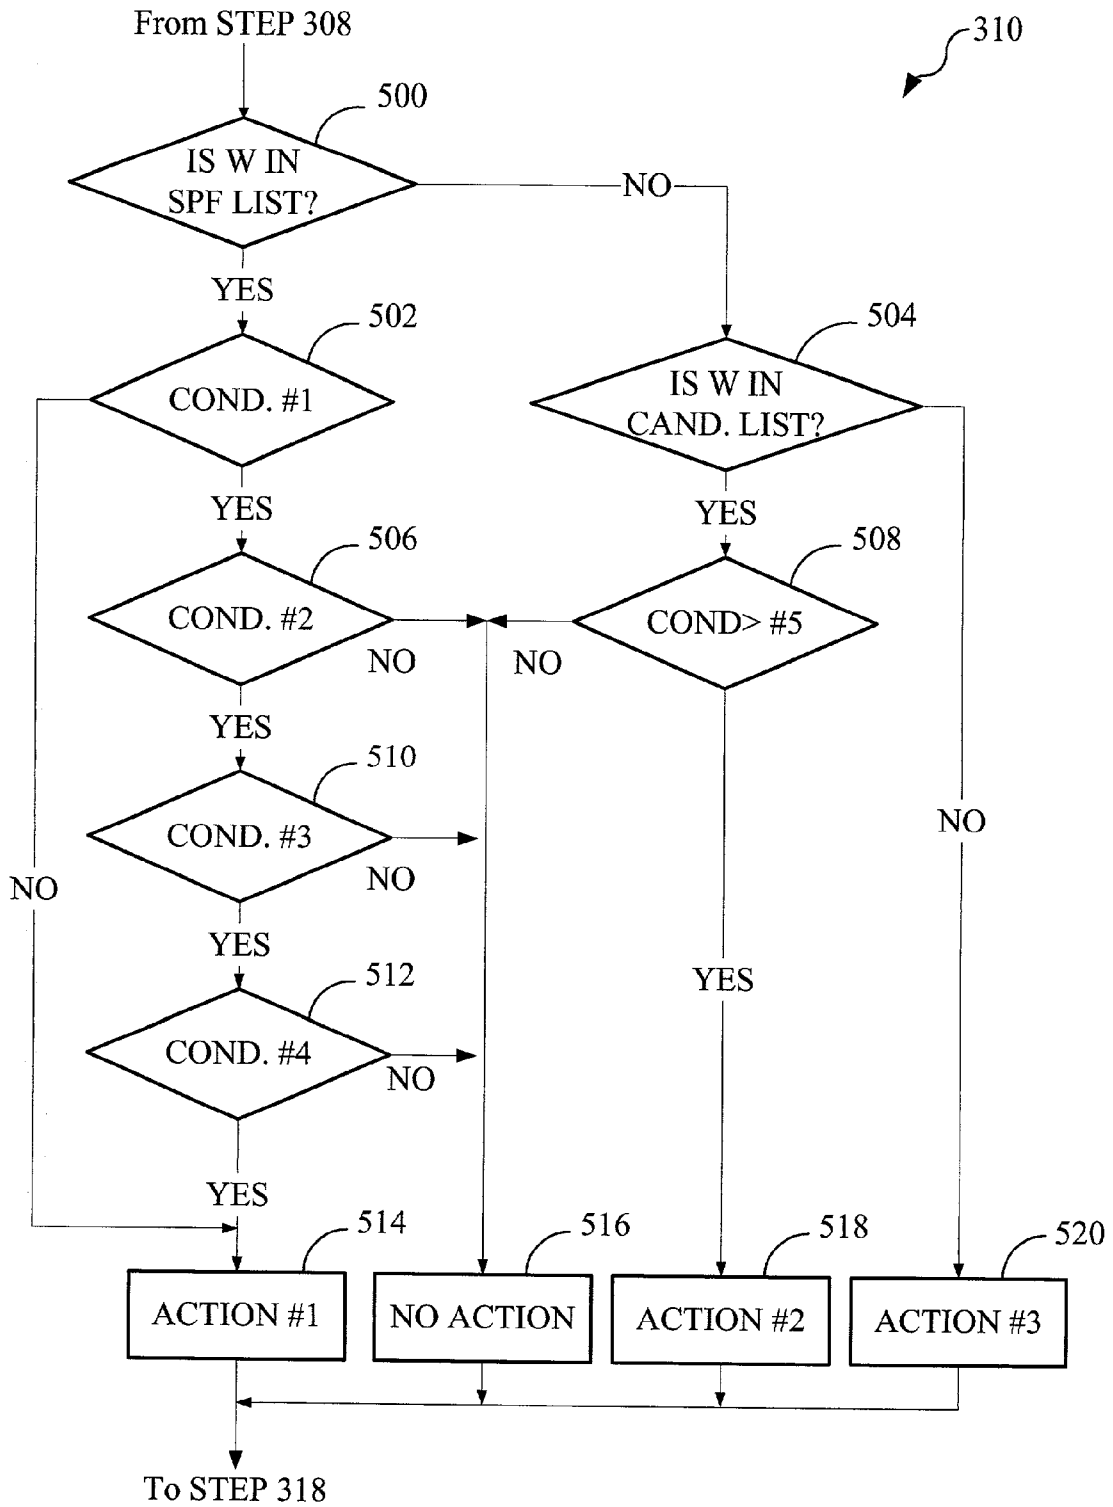 From STEP 308
310
500
IS W IN
SPF LIST?
NO
YES
502
504
COND. #1
IS W IN
CAND. LIST?
YES
YES
506
508
COND. #2
COND> #5
NO
NO
YES
510
COND. #3
NO
NO
NO
YES
512
YES
COND. #4
NO
YES
514
516
518
520
ACTION #1
NO ACTION
ACTION #2
ACTION #3
To STEP 318